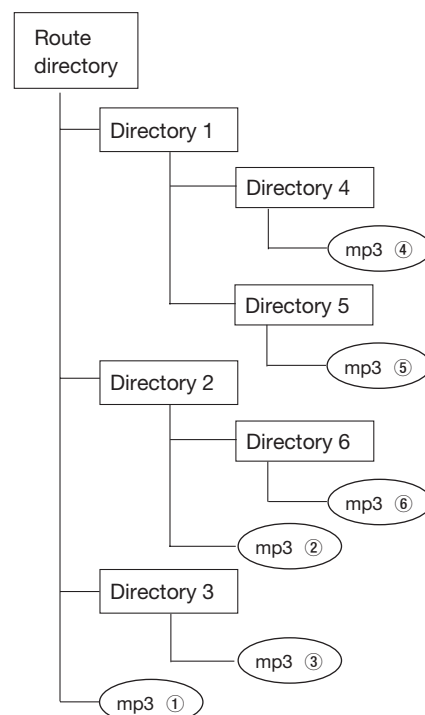 Route
directory
Directory 1
Directory 4
mp3 ④
Directory 5
mp3 ⑤
Directory 2
Directory 6
mp3 ⑥
mp3 ②
Directory 3
mp3 ③
mp3 ①